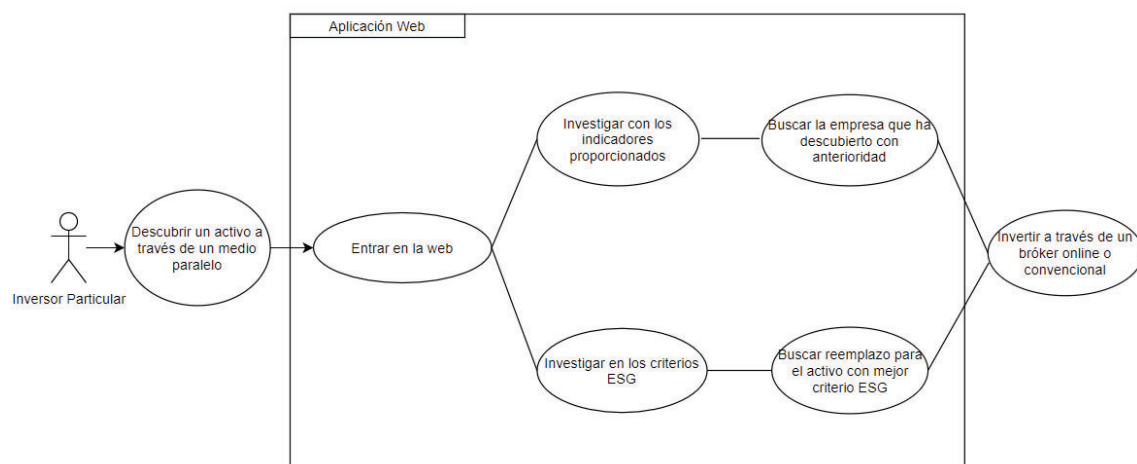 Aplicación Web
Investigar con los
indicadores
proporcionados
Buscar la empresa que ha
descubierto con
anterioridad
Descubrir un activo a
través de un medio
paralelo
Entrar en la web
Invertir a través de un
bróker online o
convencional
Inversor Particular
Investigar en los criterios
ESG
Buscar reemplazo para
el activo con mejor
criterio ESG